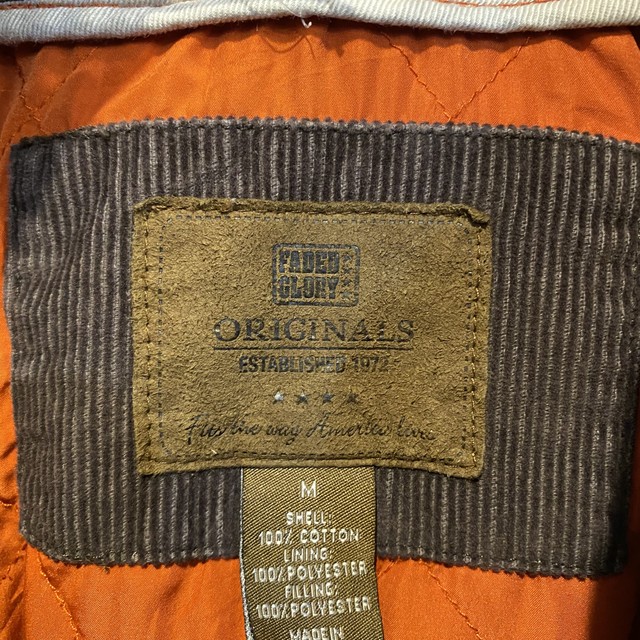 FADED
GLORY
ORIGINALS
ESTABLISHED 1972
Fits the way America lives
M
SHELL:
100% COTTON
LINING:
100% POLYESTER
FILLING:
100% POLYESTER
MADE IN